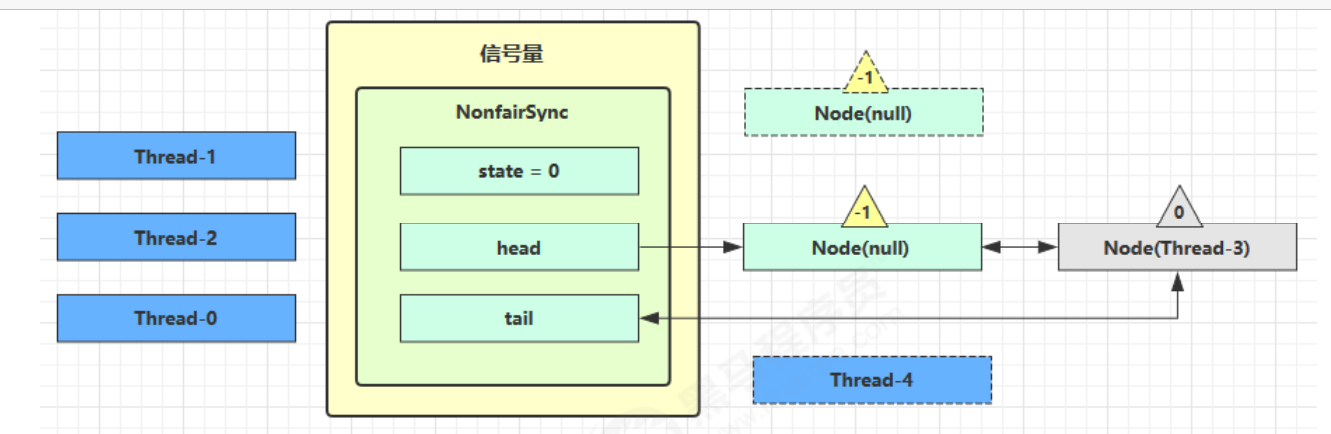 信号量
NonfairSync
state = 0
head
tail
Thread-1
Thread-2
Thread-0
-1
Node(null)
-1
Node(null)
0
Node(Thread-3)
Thread-4
黑马程序员